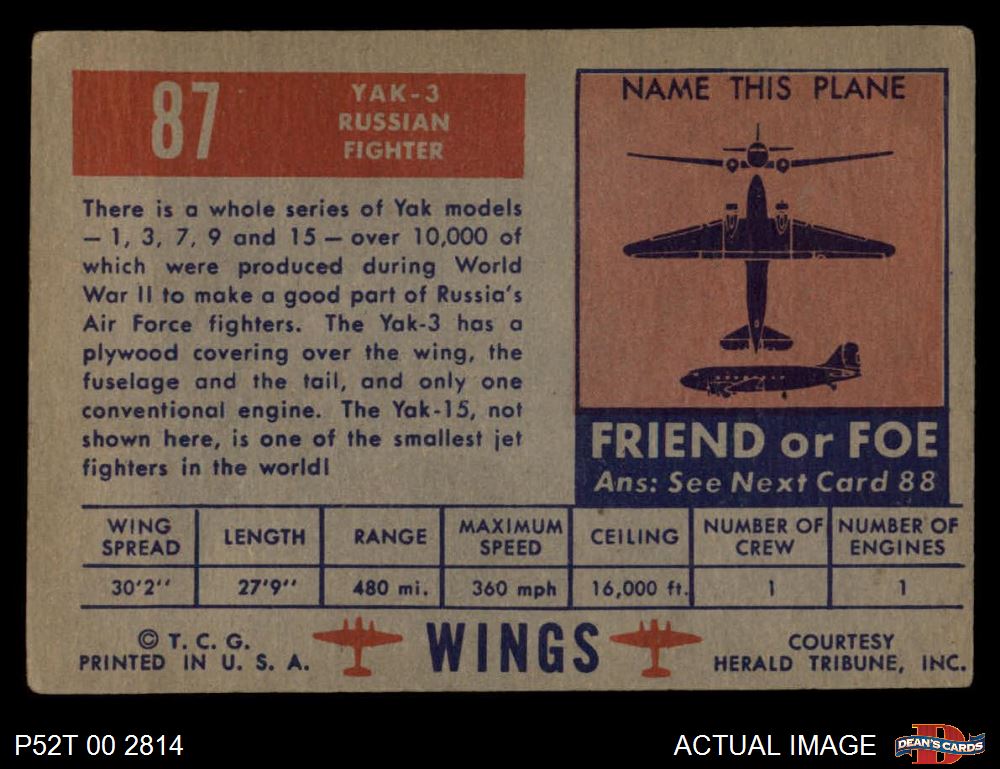 87
YAK-3
RUSSIAN
FIGHTER
There is a whole series of Yak models
— 1, 3, 7, 9 and 15 — over 10,000 of
which were produced during World
War II to make a good part of Russia's
Air Force fighters. The Yak-3 has a
plywood covering over the wing, the
fuselage and the tail, and only one
conventional engine. The Yak-15, not
shown here, is one of the smallest jet
fighters in the world!
NAME THIS PLANE
FRIEND or FOE
Ans: See Next Card 88
WING SPREAD LENGTH RANGE MAXIMUM SPEED CEILING NUMBER OF CREW NUMBER OF ENGINES
30'2'' 27'9'' 480 mi. 360 mph 16,000 ft. 1 1
© T. C. G.
PRINTED IN U. S. A.
WINGS
COURTESY
HERALD TRIBUNE, INC.
P52T 00 2814
ACTUAL IMAGE
D
DEAN'S CARDS